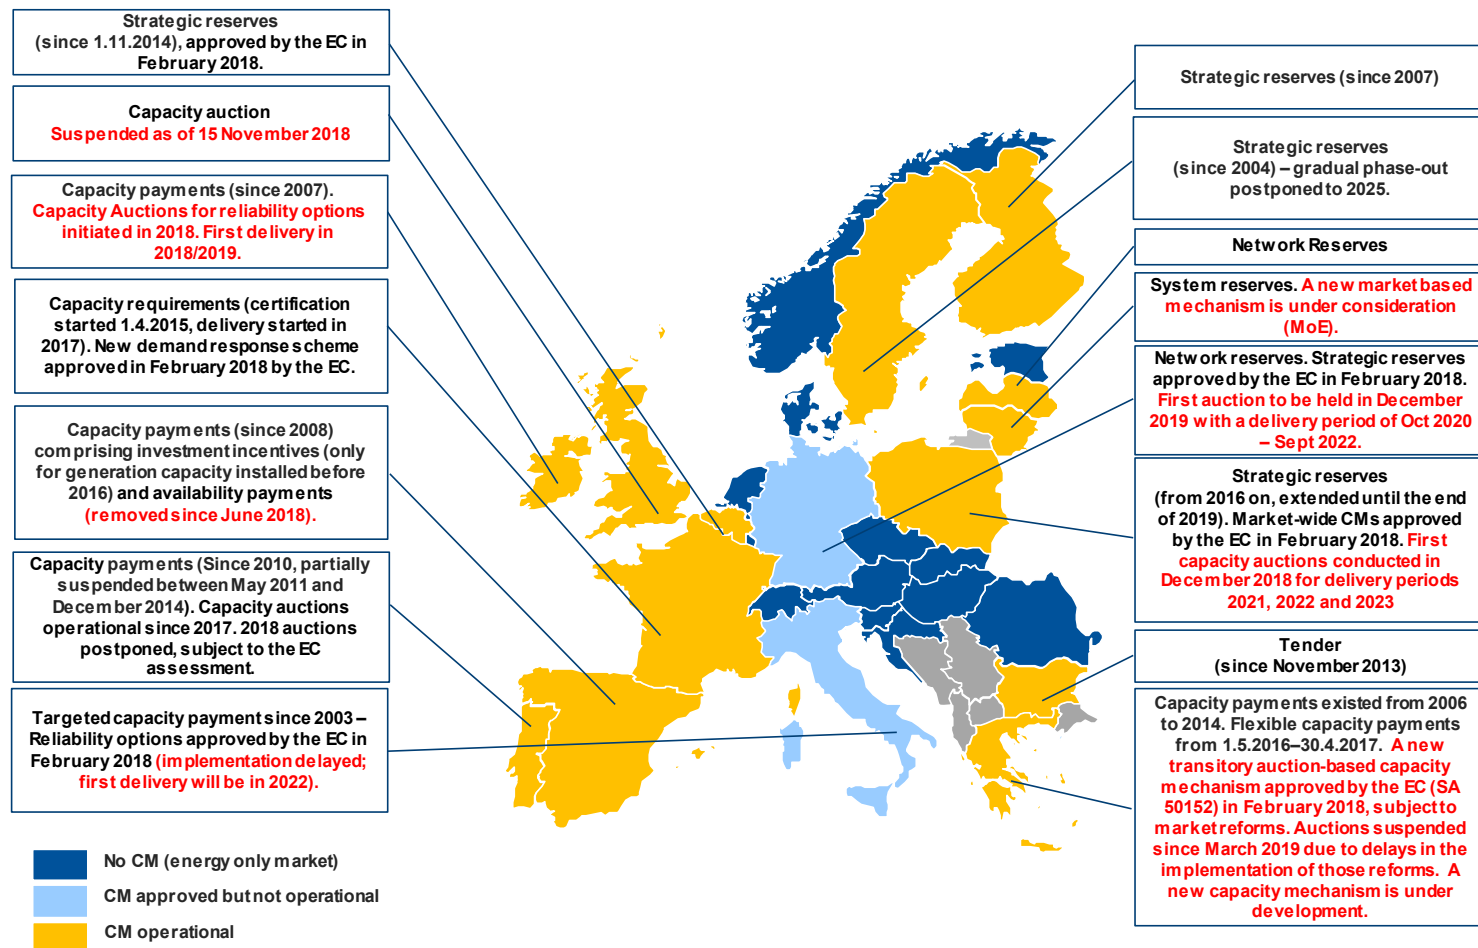 Strategic reserves
(since 1.11.2014), approved by the EC in
February 2018.
Capacity auction
Suspended as of 15 November 2018
Capacity payments (since 2007).
Capacity Auctions for reliability options
initiated in 2018. First delivery in
2018/2019.
Capacity requirements (certification
started 1.4.2015, delivery started in
2017). New demand response scheme
approved in February 2018 by the EC.
Capacity payments (since 2008)
comprising investment incentives (only
for generation capacity installed before
2016) and availability payments
(removed since June 2018).
Capacity payments (Since 2010, partially
suspended between May 2011 and
December 2014). Capacity auctions
operational since 2017. 2018 auctions
postponed, subject to the EC
assessment.
Targeted capacity payment since 2003 –
Reliability options approved by the EC in
February 2018 (implementation delayed;
first delivery will be in 2022).
No CM (energy only market)
CM approved but not operational
CM operational
Strategic reserves (since 2007)
Strategic reserves
(since 2004) – gradual phase-out
postponed to 2025.
Network Reserves
System reserves. A new market based
mechanism is under consideration
(MoE).
Network reserves. Strategic reserves
approved by the EC in February 2018.
First auction to be held in December
2019 with a delivery period of Oct 2020
– Sept 2022.
Strategic reserves
(from 2016 on, extended until the end
of 2019). Market-wide CMs approved
by the EC in February 2018. First
capacity auctions conducted in
December 2018 for delivery periods
2021, 2022 and 2023
Tender
(since November 2013)
Capacity payments existed from 2006
to 2014. Flexible capacity payments
from 1.5.2016–30.4.2017. A new
transitory auction-based capacity
mechanism approved by the EC (SA
50152) in February 2018, subject to
market reforms. Auctions suspended
since March 2019 due to delays in the
implementation of those reforms. A
new capacity mechanism is under
development.